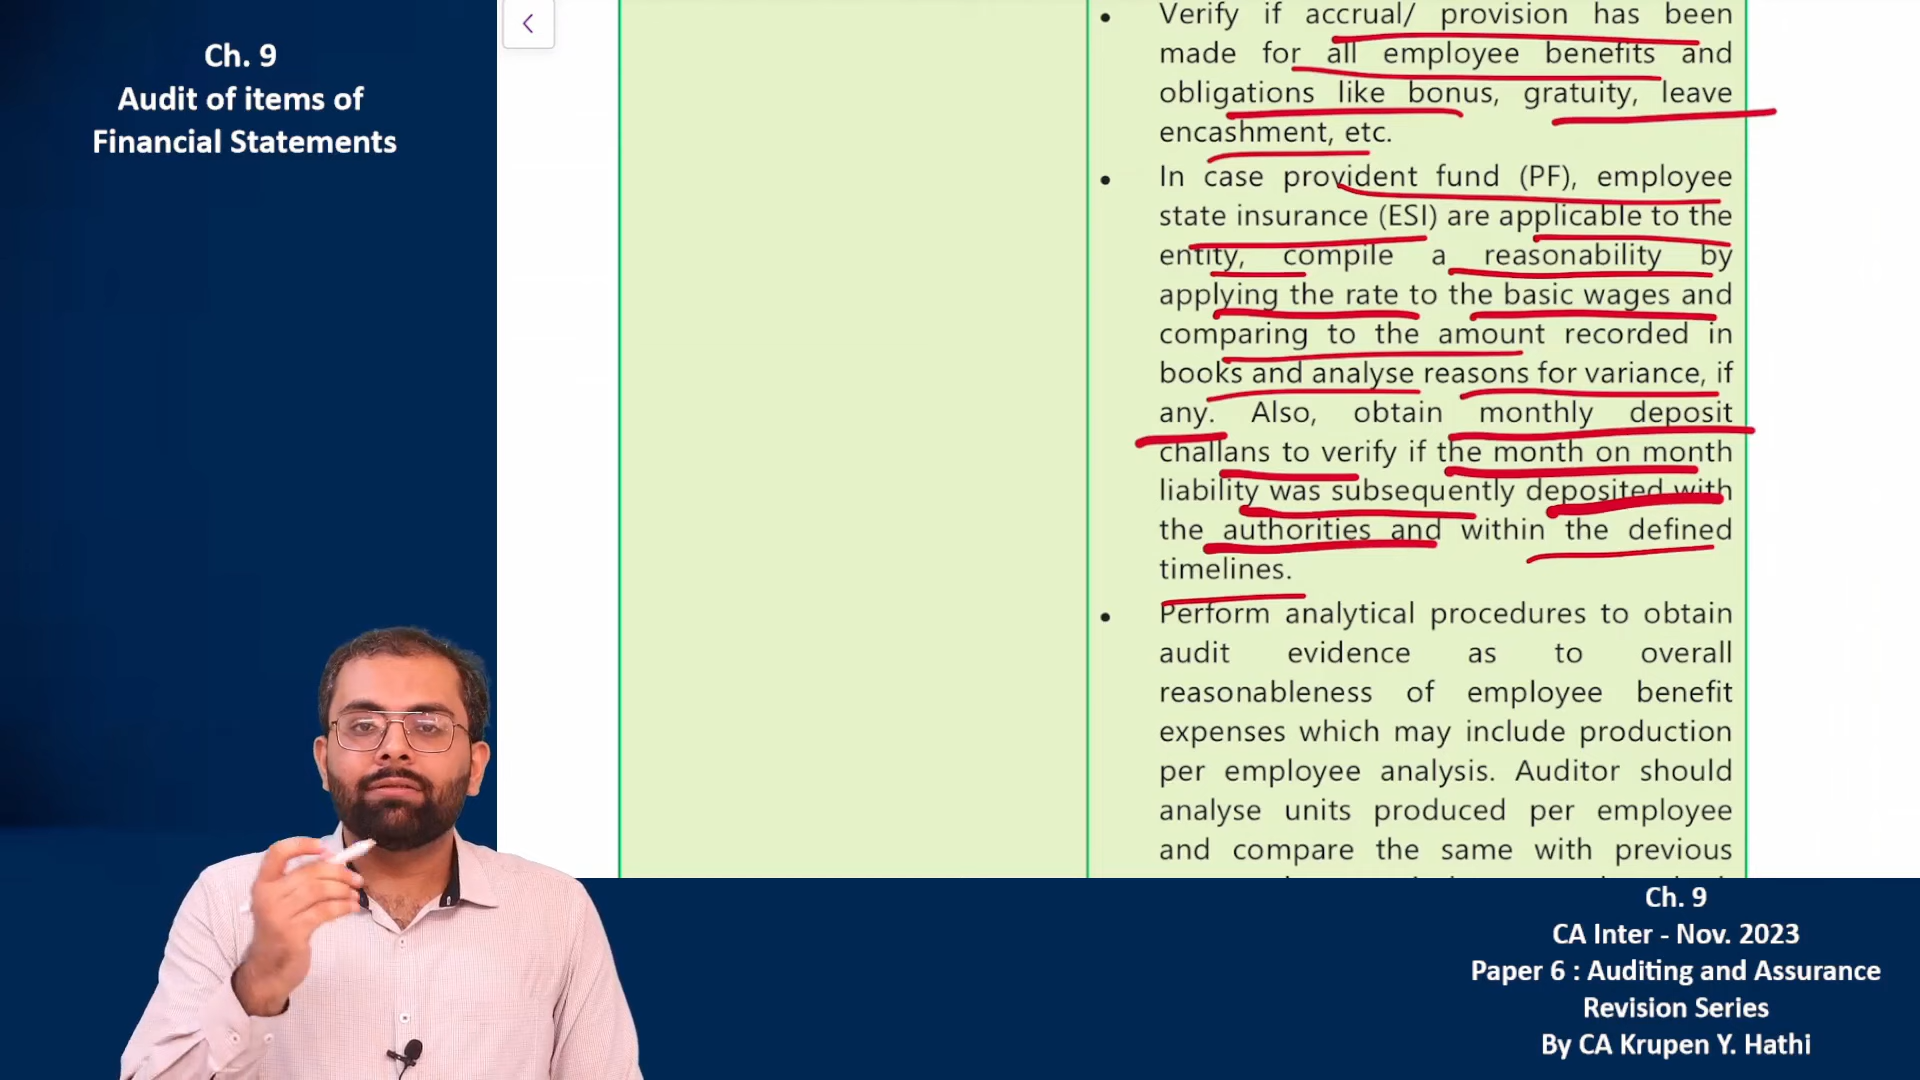 Ch. 9
Audit of items of
Financial Statements
• Verify if accrual/ provision has been
made for all employee benefits and
obligations like bonus, gratuity, leave
encashment, etc.
• In case provident fund (PF), employee
state insurance (ESI) are applicable to the
entity, compile a reasonability by
applying the rate to the basic wages and
comparing to the amount recorded in
books and analyse reasons for variance, if
any. Also, obtain monthly deposit
challans to verify if the month on month
liability was subsequently deposited with
the authorities and within the defined
timelines.
• Perform analytical procedures to obtain
audit evidence as to overall
reasonableness of employee benefit
expenses which may include production
per employee analysis. Auditor should
analyse units produced per employee
and compare the same with previous
Ch. 9
CA Inter - Nov. 2023
Paper 6 : Auditing and Assurance
Revision Series
By CA Krupen Y. Hathi